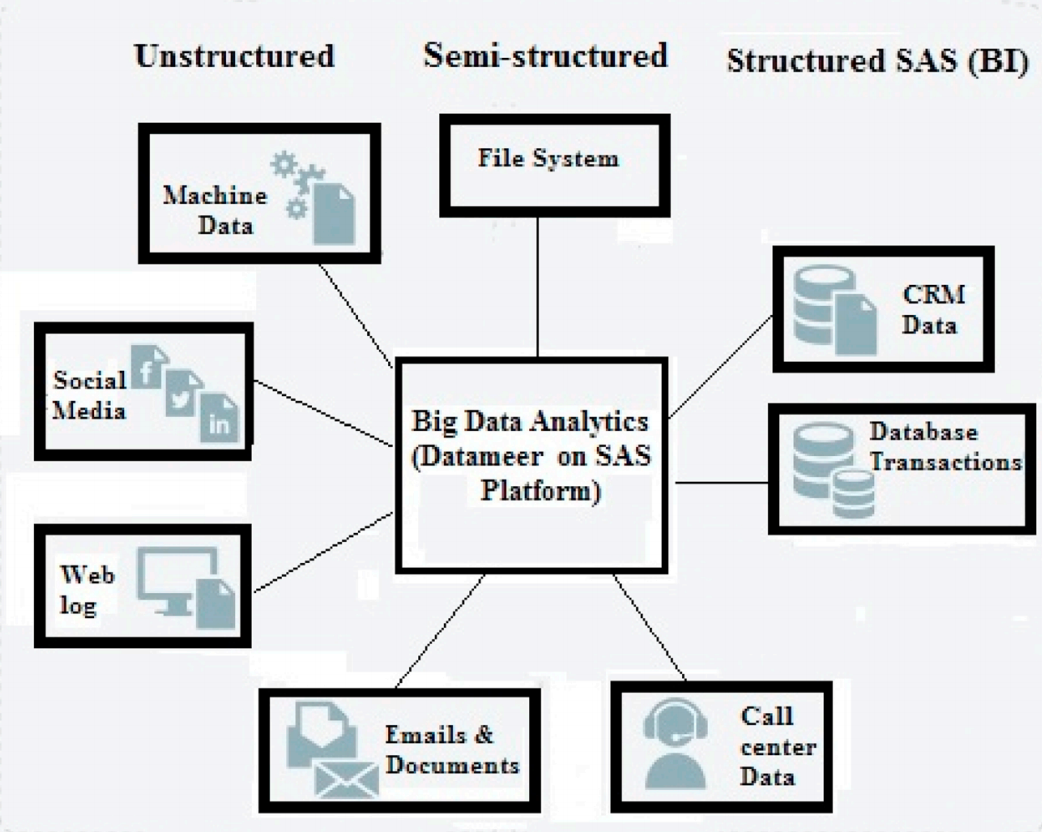 Unstructured
Semi-structured
Structured SAS (BI)
Machine
Data
File System
CRM
Data
Social
Media
f
in
Big Data Analytics
(Datameer on SAS
Platform)
Database
Transactions
Web
log
Emails &
Documents
Call
center
Data